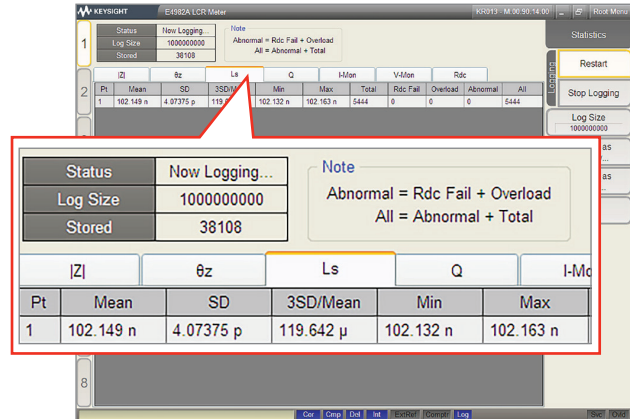 KEYSIGHT E4982A LCR Meter KR013 - M.00.90.14.00 Root Menu
1
Status Now Logging...
Log Size 1000000000
Stored 38108
Note
Abnormal = Rdc Fail + Overload
All = Abnormal + Total
Statistics
Logging
Restart
Stop Logging
Log Size
1000000000
2
|Z| θz Ls Q I-Mon V-Mon Rdc
Pt Mean SD Min Max Total Rdc Fail Overload Abnormal All
1 102.149 n 4.07375 p 102.132 n 102.163 n 5444 0 0 0 5444
Status Now Logging...
Log Size 1000000000
Stored 38108
Note
Abnormal = Rdc Fail + Overload
All = Abnormal + Total
|Z| θz Ls Q
Pt Mean SD 3SD/Mean Min Max
1 102.149 n 4.07375 p 119.642 µ 102.132 n 102.163 n
8
Cor Cmp Del Int ExtRef Comptr Log Svc Ovld